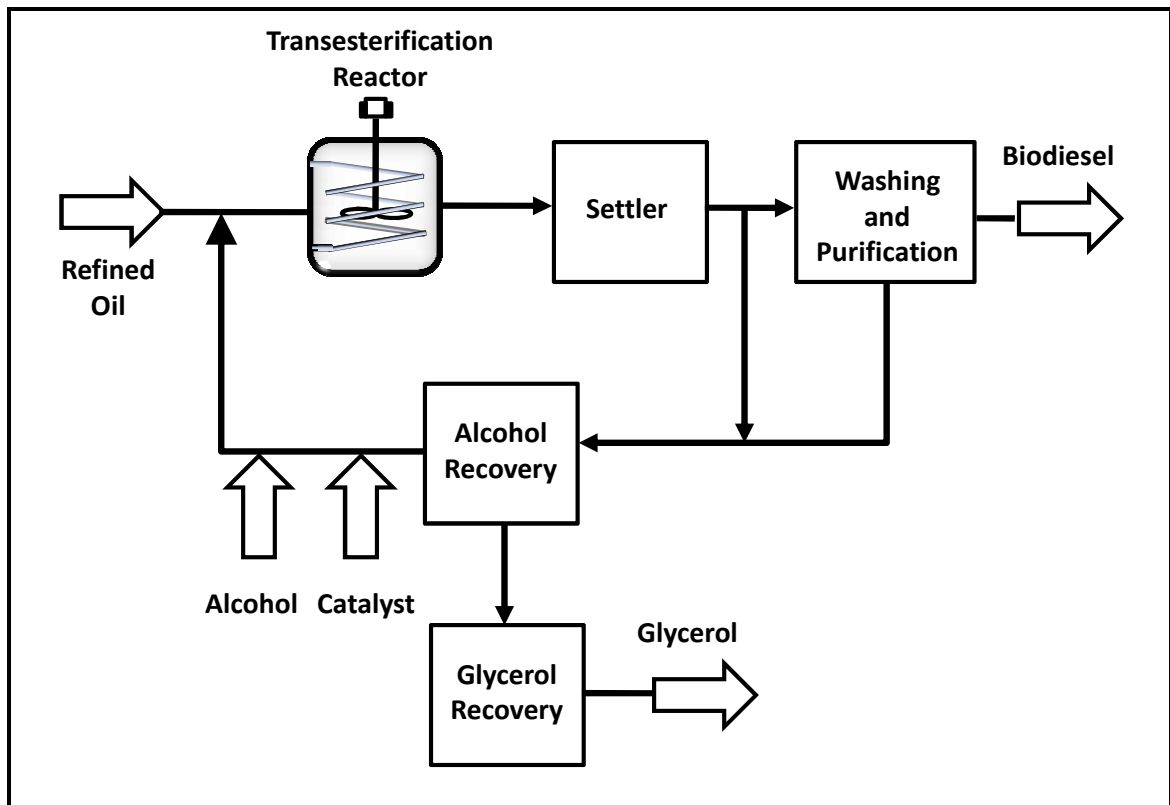 Transesterification
Reactor
Refined
Oil
Settler
Washing
and
Purification
Biodiesel
Alcohol
Recovery
Alcohol
Catalyst
Glycerol
Recovery
Glycerol